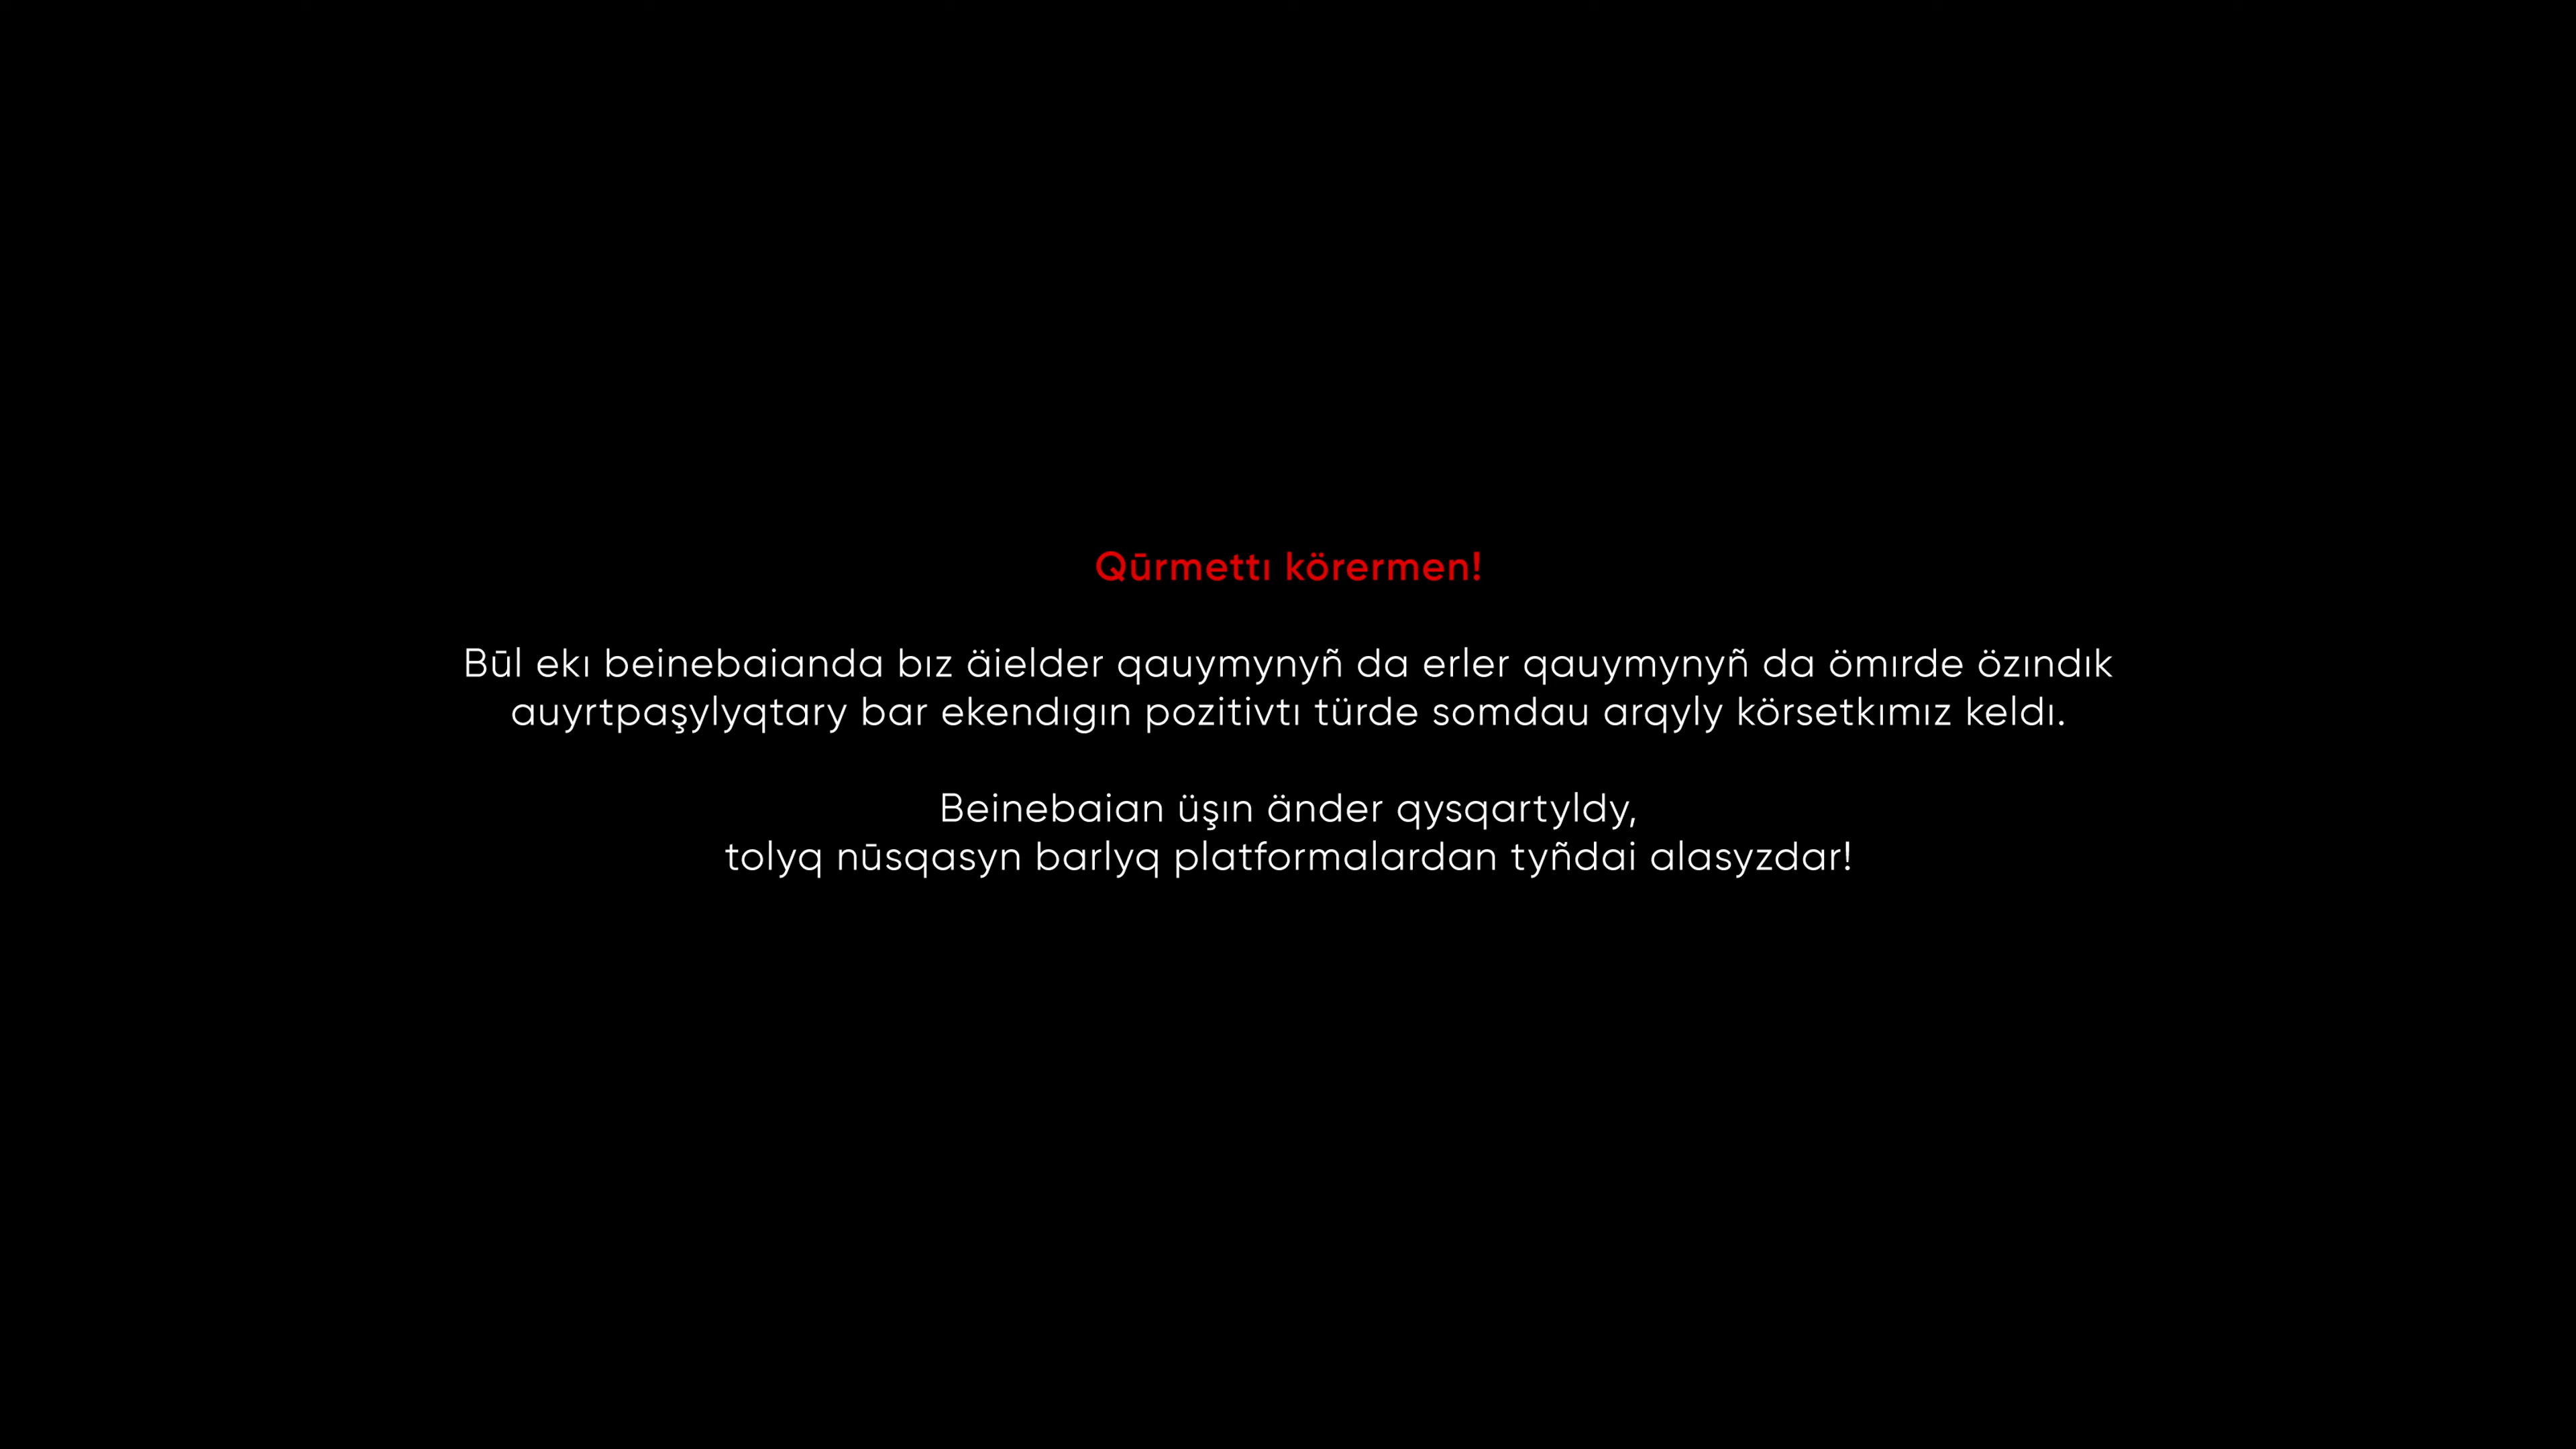 Qūrmettı körermen!
Būl ekı beinebaianda bız äielder qauymynyñ da erler qauymynyñ da ömırde özındık
auyrtpaşylyqtary bar ekendıgın pozitivtı türde somdau arqyly körsetkımız keldı.
Beinebaian üşın änder qysqartyldy,
tolyq nūsqasyn barlyq platformalardan tyñdai alasyzdar!